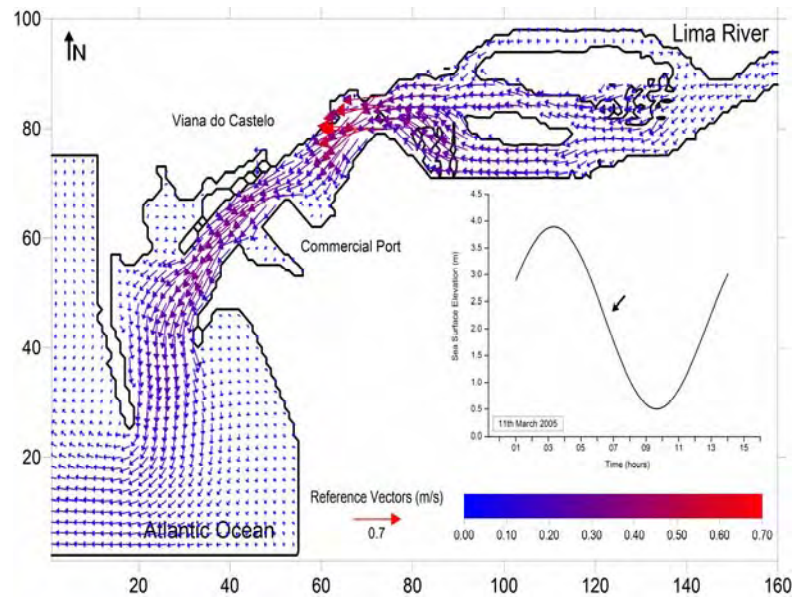 100
80
60
40
20
N
Lima River
Viana do Castelo
Commercial Port
Atlantic Ocean
4.5
4.0
3.5
3.0
2.5
2.0
1.5
1.0
0.5
0.0
Sea Surface Elevation (m)
11th March 2005
01 03 05 07 09 11 13 15
Time (hours)
Reference Vectors (m/s)
0.7
0.00 0.10 0.20 0.30 0.40 0.50 0.60 0.70
20 40 60 80 100 120 140 160